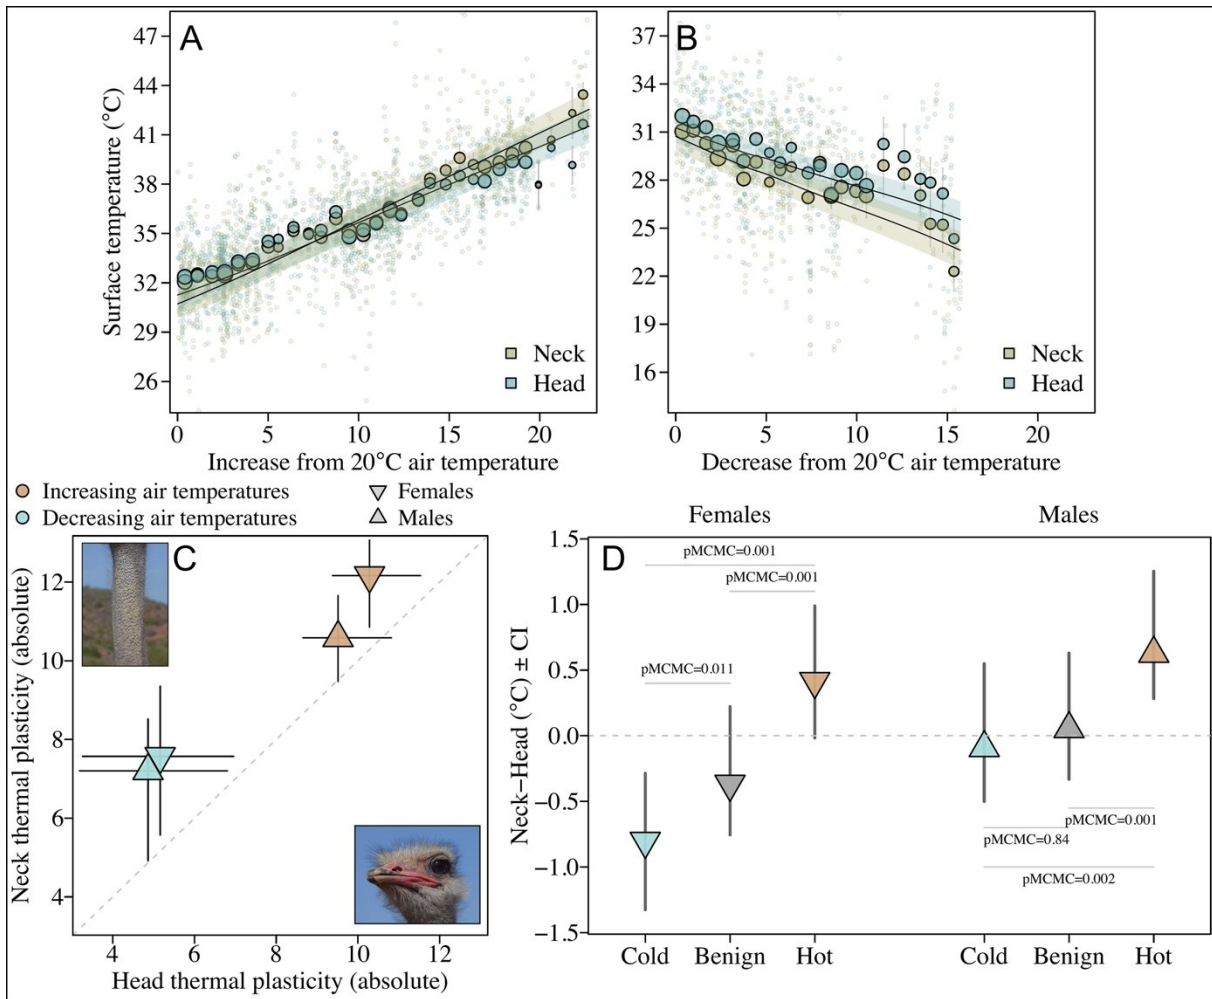 A
47
44
41
38
35
32
29
26
Surface temperature (°C)
Neck
Head
0 5 10 15 20
Increase from 20°C air temperature
B
37
34
31
28
25
22
19
16
Neck
Head
0 5 10 15 20
Decrease from 20°C air temperature
Increasing air temperatures
Decreasing air temperatures
Females
Males
C
12
10
8
6
4
Neck thermal plasticity (absolute)
4 6 8 10 12
Head thermal plasticity (absolute)
Females Males
D
1.5
1.0
0.5
0.0
−0.5
−1.0
−1.5
Neck−Head (°C) ± CI
pMCMC=0.001
pMCMC=0.001
pMCMC=0.011
pMCMC=0.001
pMCMC=0.84
pMCMC=0.002
Cold Benign Hot Cold Benign Hot